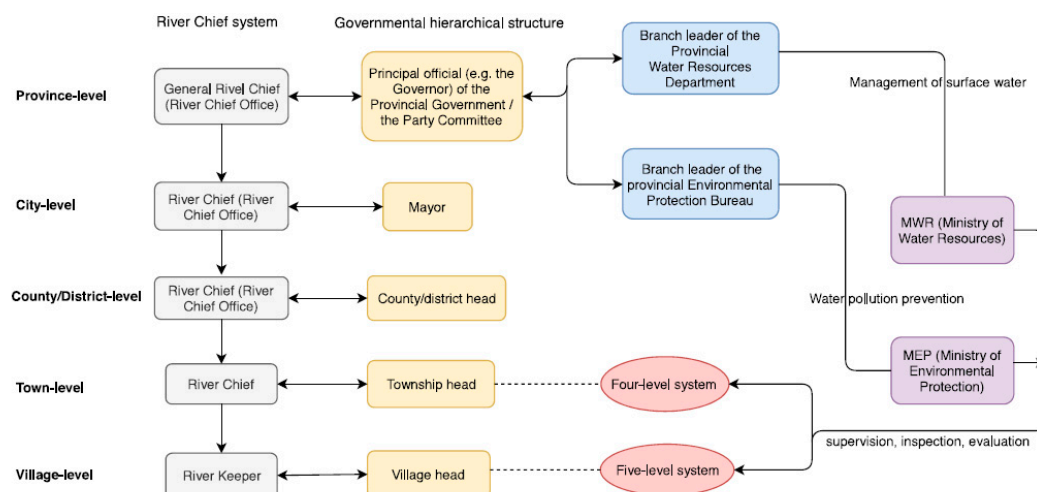 River Chief system
Governmental hierarchical structure
Province-level
General Rivel Chief
(River Chief Office)
Principal official (e.g. the
Governor) of the
Provincial Government /
the Party Committee
Branch leader of the
Provincial
Water Resources
Department
Management of surface water
Branch leader of the
provincial Environmental
Protection Bureau
City-level
River Chief (River
Chief Office)
Mayor
MWR (Ministry of
Water Resources)
County/District-level
River Chief (River
Chief Office)
County/district head
Water pollution prevention
MEP (Ministry of
Environmental
Protection)
Town-level
River Chief
Township head
Four-level system
supervision, inspection, evaluation
Village-level
River Keeper
Village head
Five-level system